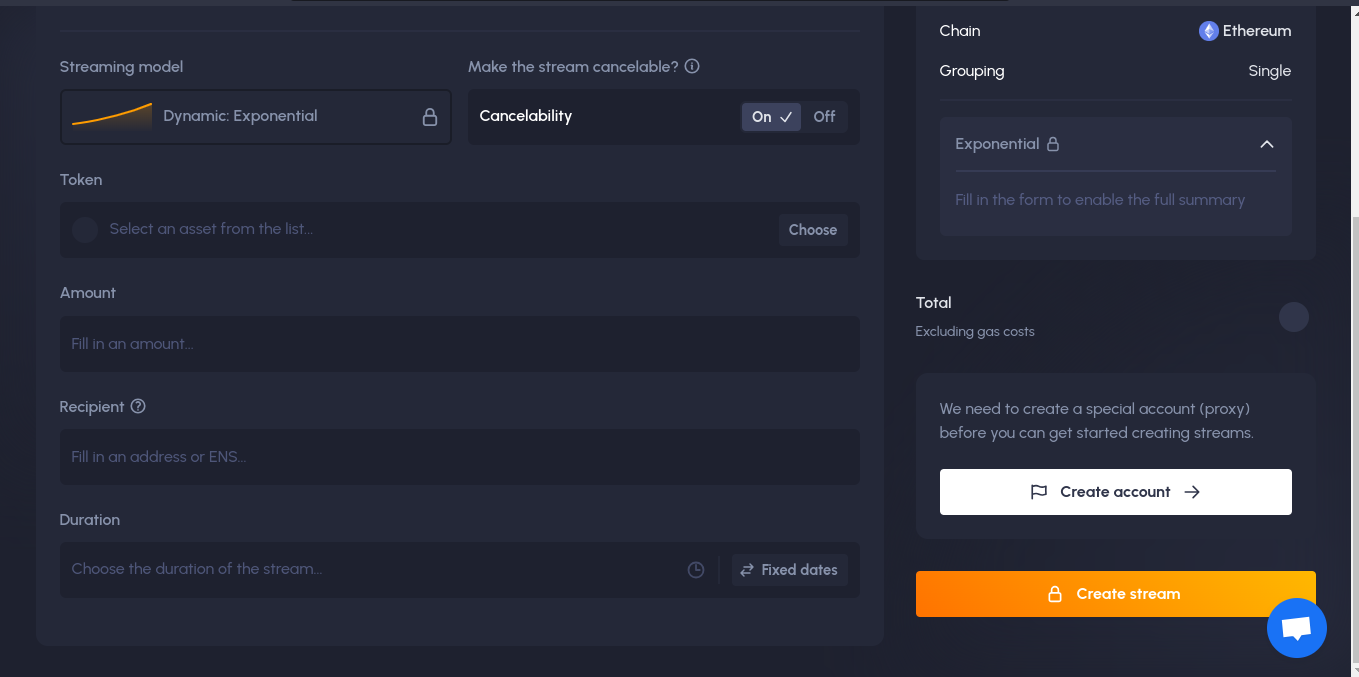 Streaming model
Dynamic: Exponential
Make the stream cancelable?
Cancelability
On
Off
Token
Select an asset from the list...
Choose
Amount
Fill in an amount...
Recipient
Fill in an address or ENS...
Duration
Choose the duration of the stream...
Fixed dates
Chain
Ethereum
Grouping
Single
Exponential
Fill in the form to enable the full summary
Total
Excluding gas costs
We need to create a special account (proxy)
before you can get started creating streams.
Create account
Create stream